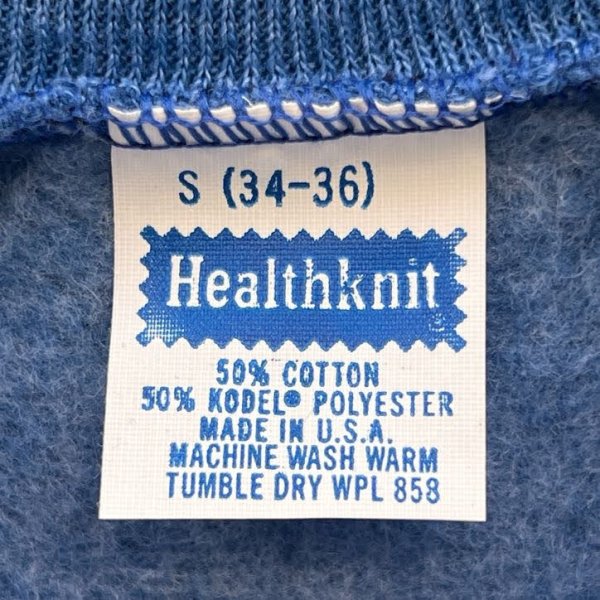 S (34-36)
Healthknit®
50% COTTON
50% KODEL® POLYESTER
MADE IN U.S.A.
MACHINE WASH WARM
TUMBLE DRY WPL 858